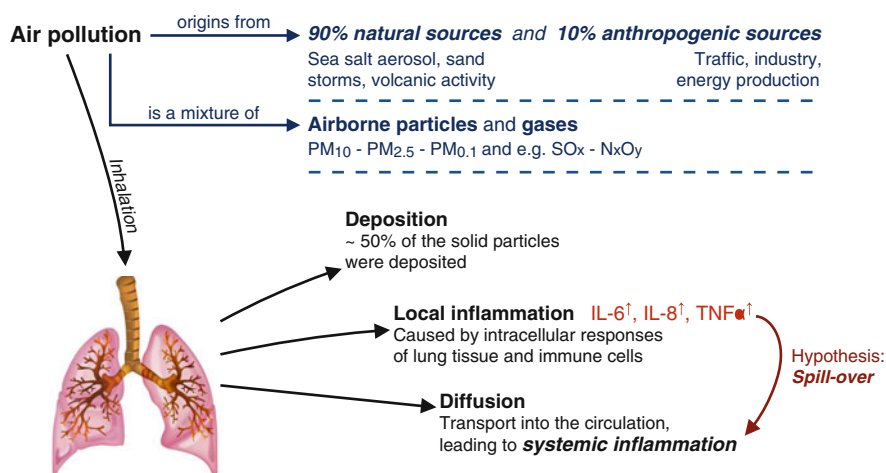 Air pollution
origins from
90% natural sources and 10% anthropogenic sources
Sea salt aerosol, sand
storms, volcanic activity
Traffic, industry,
energy production
is a mixture of
Airborne particles and gases
PM10 - PM2.5 - PM0.1 and e.g. SOx - NxOy
Inhalation
Deposition
~ 50% of the solid particles
were deposited
Local inflammation IL-6↑, IL-8↑, TNFα↑
Caused by intracellular responses
of lung tissue and immune cells
Hypothesis:
Spill-over
Diffusion
Transport into the circulation,
leading to systemic inflammation